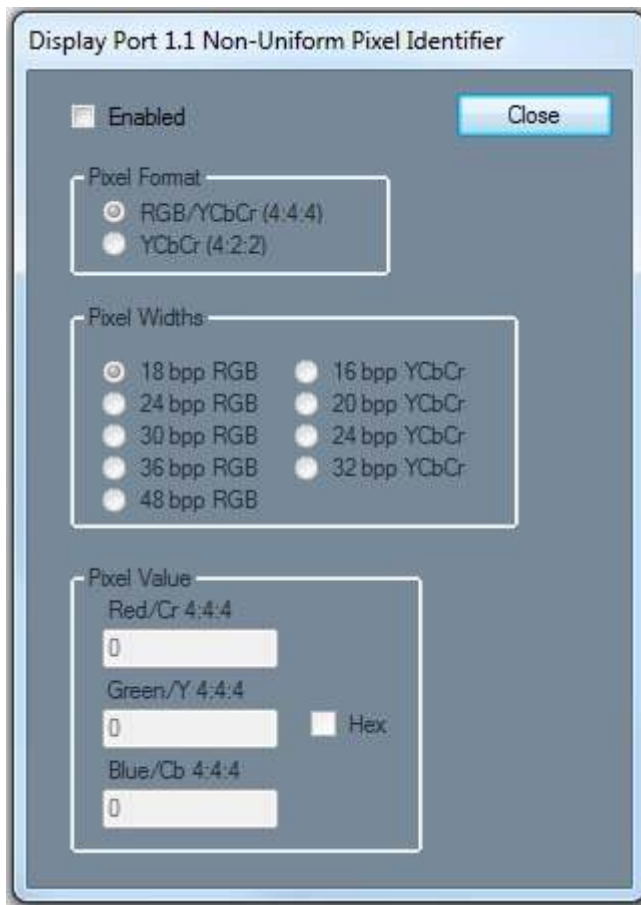 Display Port 1.1 Non-Uniform Pixel Identifier
Enabled
Close
Pixel Format
RGB/YCbCr (4:4:4)
YCbCr (4:2:2)
Pixel Widths
18 bpp RGB
24 bpp RGB
30 bpp RGB
36 bpp RGB
48 bpp RGB
16 bpp YCbCr
20 bpp YCbCr
24 bpp YCbCr
32 bpp YCbCr
Pixel Value
Red/Cr 4:4:4
0
Green/Y 4:4:4
0
Hex
Blue/Cb 4:4:4
0